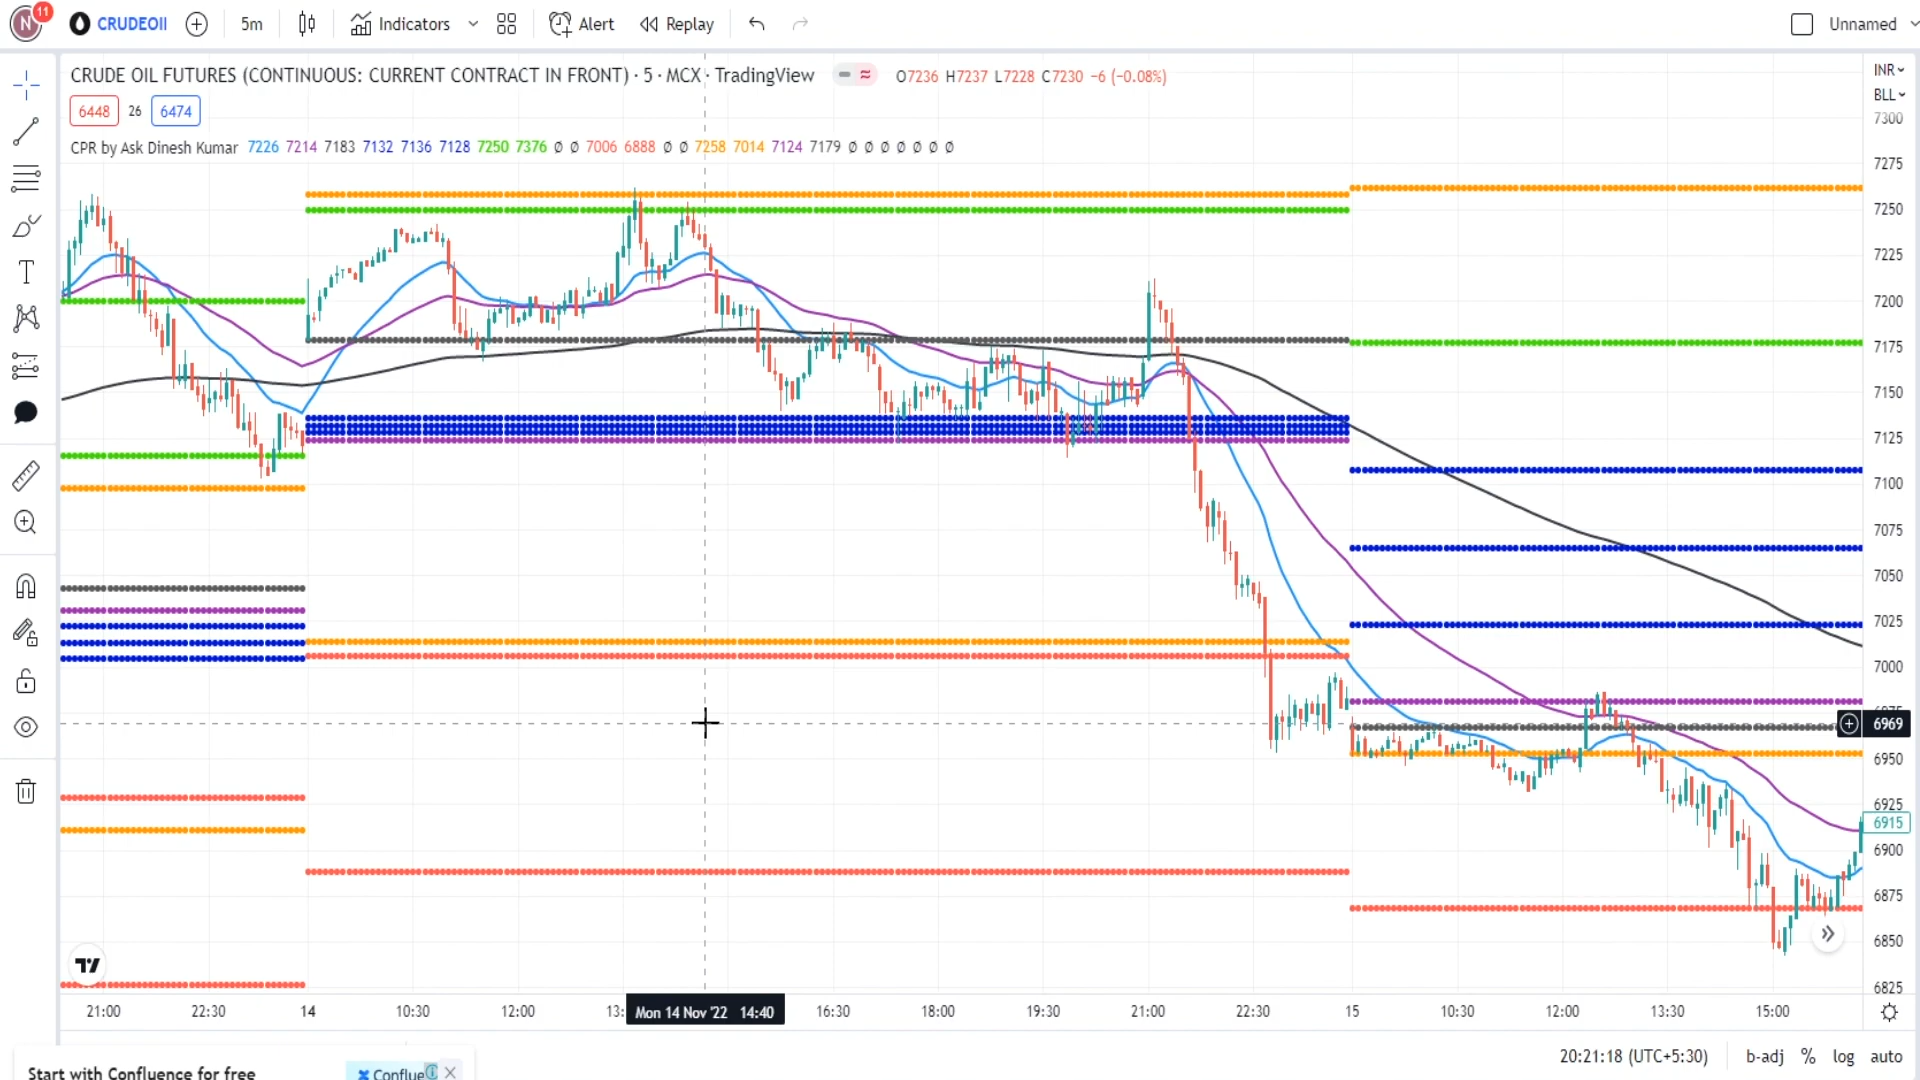 N 11 CRUDEOIl 5m Indicators Alert Replay Unnamed
CRUDE OIL FUTURES (CONTINUOUS: CURRENT CONTRACT IN FRONT) · 5 · MCX · TradingView O7236 H7237 L7228 C7230 −6 (−0.08%)
INR
BLL
6448 26 6474
CPR by Ask Dinesh Kumar 7226 7214 7183 7132 7136 7128 7250 7376 Ø Ø 7006 6888 Ø Ø 7258 7014 7124 7179 Ø Ø Ø Ø Ø Ø Ø
7300
7275
7250
7225
7200
7175
7150
7125
7100
7075
7050
7025
7000
6969
6950
6925
6915
6900
6875
6850
6825
21:00 22:30 14 10:30 12:00 13: Mon 14 Nov '22 14:40 16:30 18:00 19:30 21:00 22:30 15 10:30 12:00 13:30 15:00
20:21:18 (UTC+5:30) b-adj % log auto
Start with Confluence for free Conflue